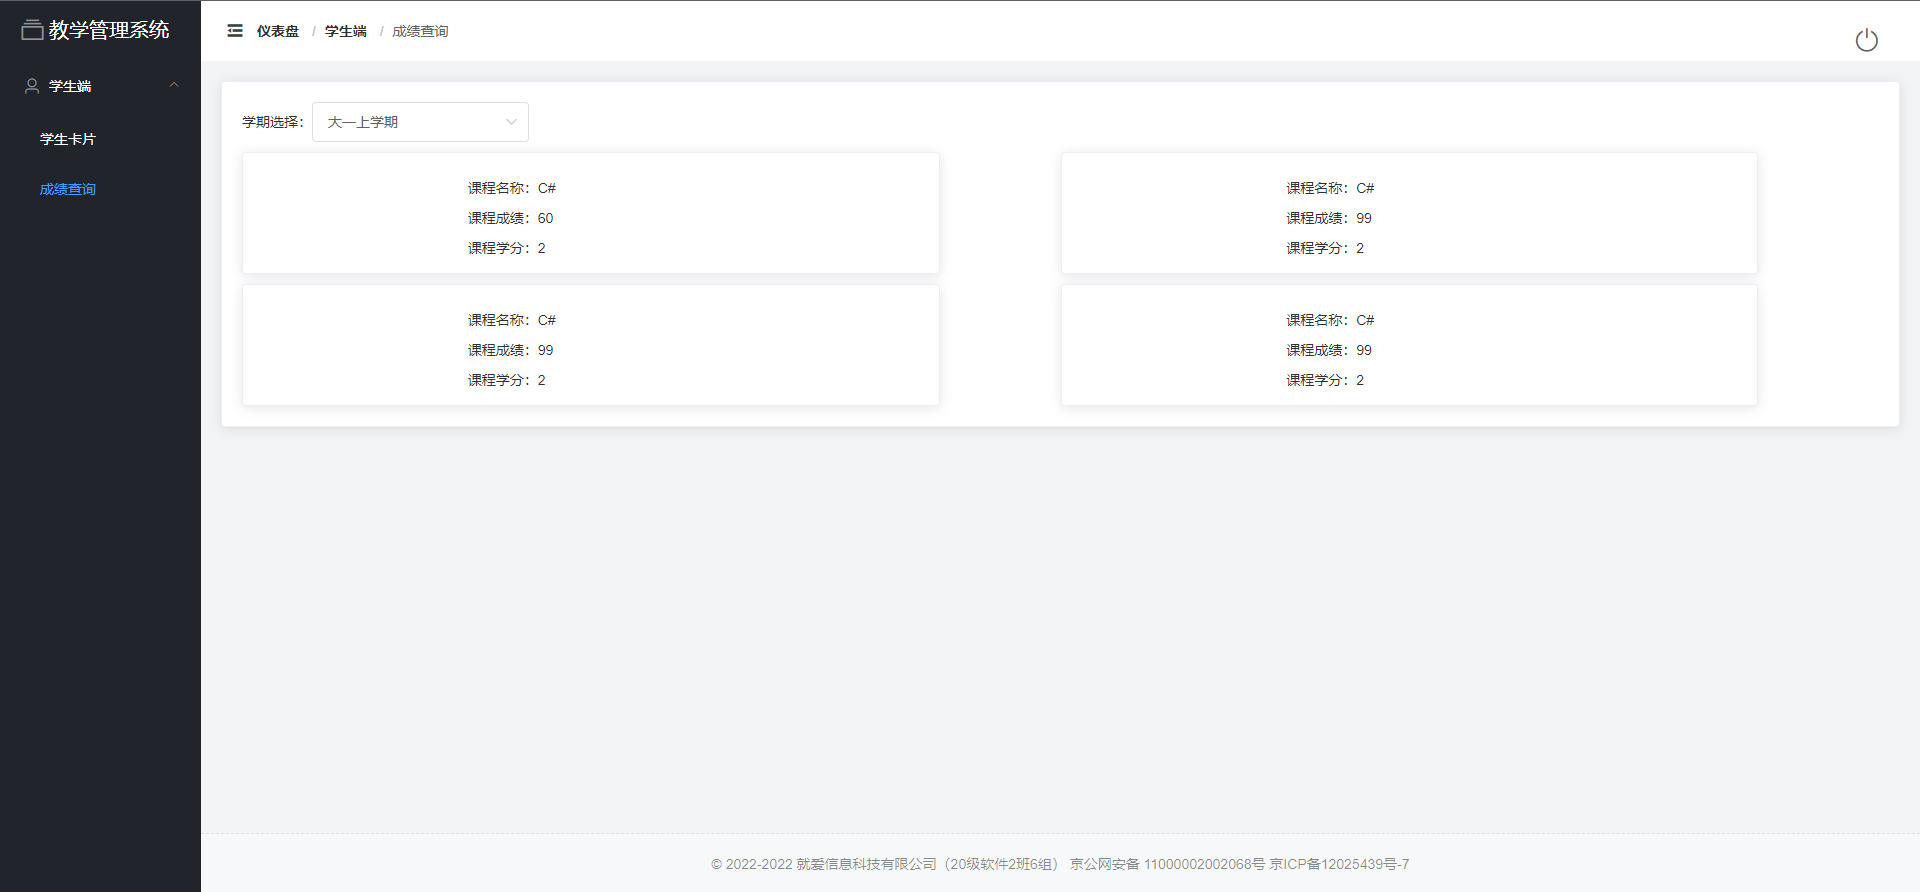 教学管理系统
学生端
学生卡片
成绩查询
仪表盘 / 学生端 / 成绩查询
学期选择： 大一上学期
课程名称：C#
课程成绩：60
课程学分：2
课程名称：C#
课程成绩：99
课程学分：2
课程名称：C#
课程成绩：99
课程学分：2
课程名称：C#
课程成绩：99
课程学分：2
© 2022-2022 就爱信息科技有限公司（20级软件2班6组） 京公网安备 11000002002068号 京ICP备12025439号-7